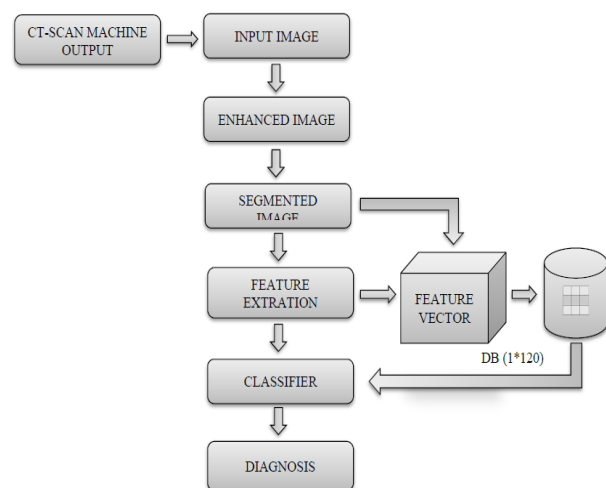 CT-SCAN MACHINE
OUTPUT
INPUT IMAGE
ENHANCED IMAGE
SEGMENTED
IMAGE
FEATURE
EXTRATION
FEATURE
VECTOR
DB (1*120)
CLASSIFIER
DIAGNOSIS